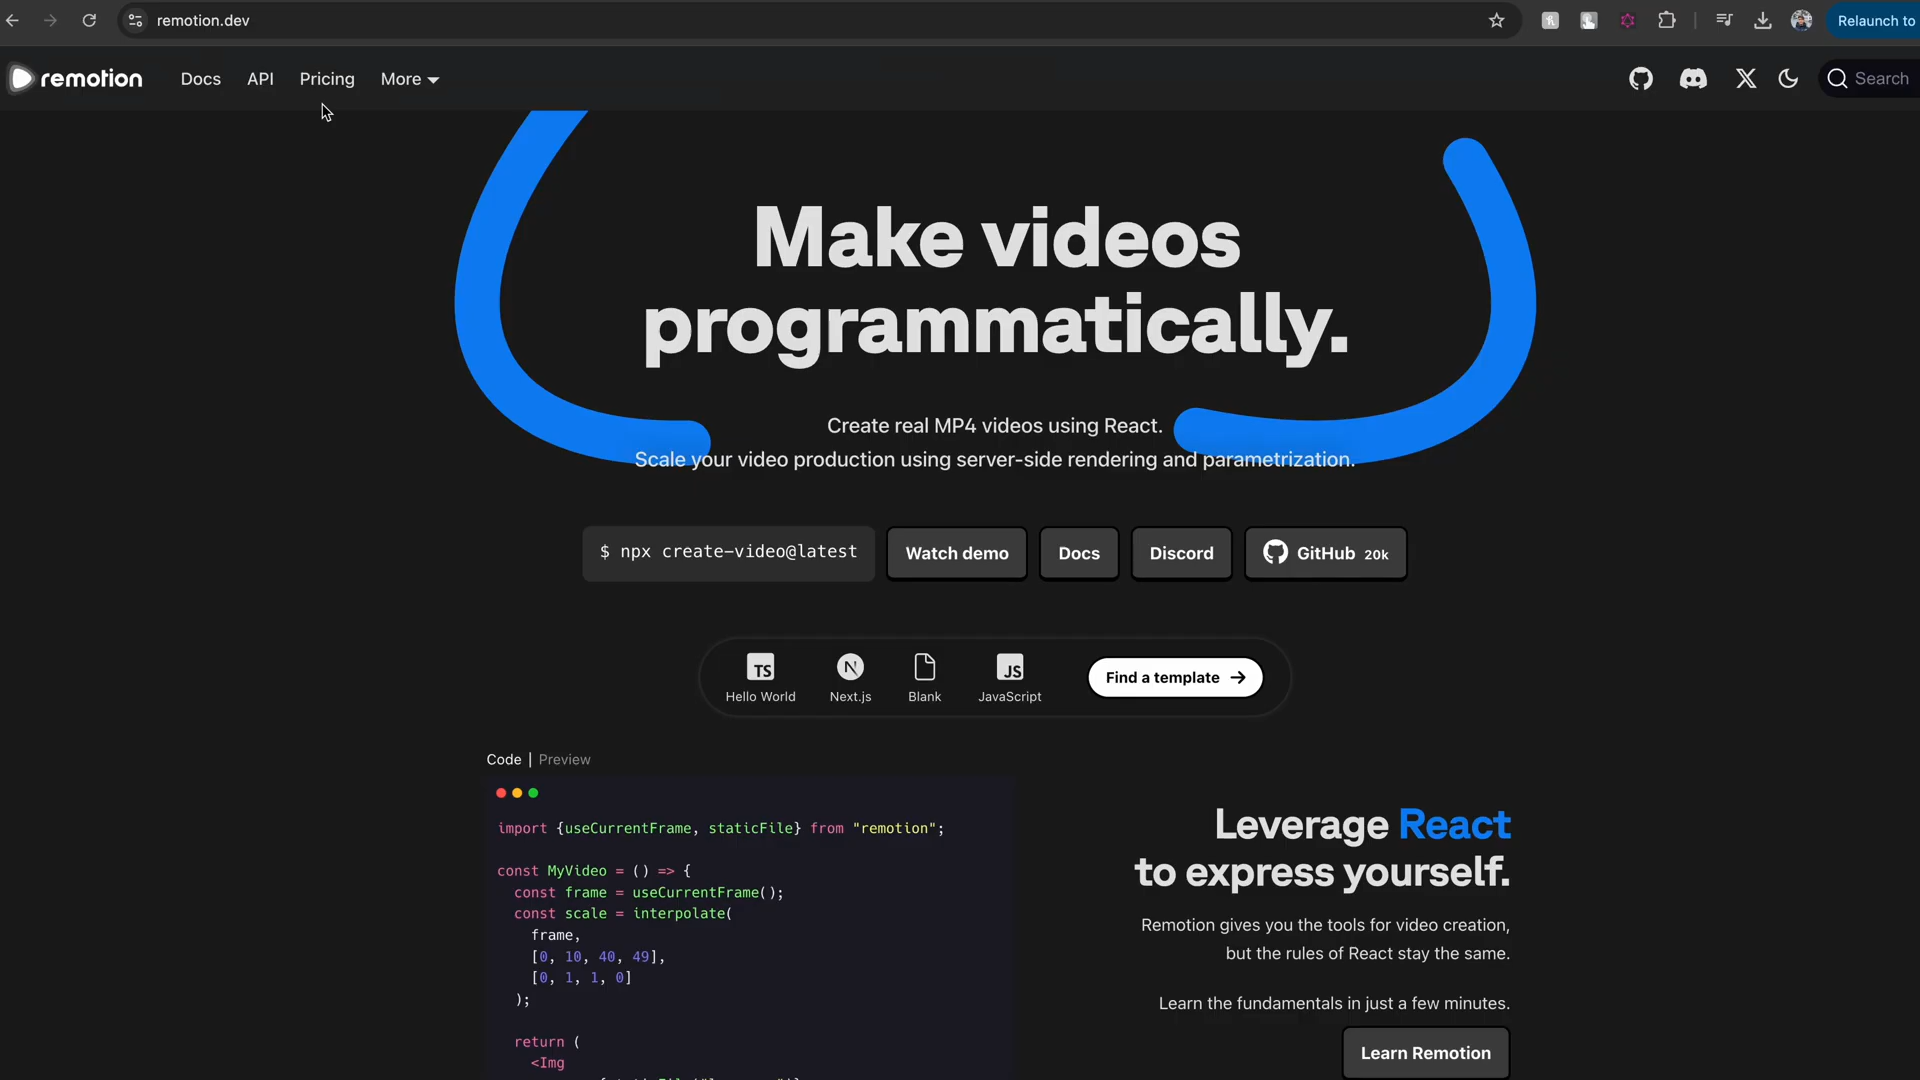 remotion.dev
Relaunch to
remotion
Docs
API
Pricing
More
Search
Make videos
programmatically.
Create real MP4 videos using React.
Scale your video production using server-side rendering and parametrization.
$ npx create-video@latest
Watch demo
Docs
Discord
GitHub 20k
TS
Hello World
N
Next.js
Blank
JS
JavaScript
Find a template →
Code | Preview
import {useCurrentFrame, staticFile} from "remotion";
const MyVideo = () => {
const frame = useCurrentFrame();
const scale = interpolate(
frame,
[0, 10, 40, 49],
[0, 1, 1, 0]
);
return (
<Img
Leverage React
to express yourself.
Remotion gives you the tools for video creation,
but the rules of React stay the same.
Learn the fundamentals in just a few minutes.
Learn Remotion